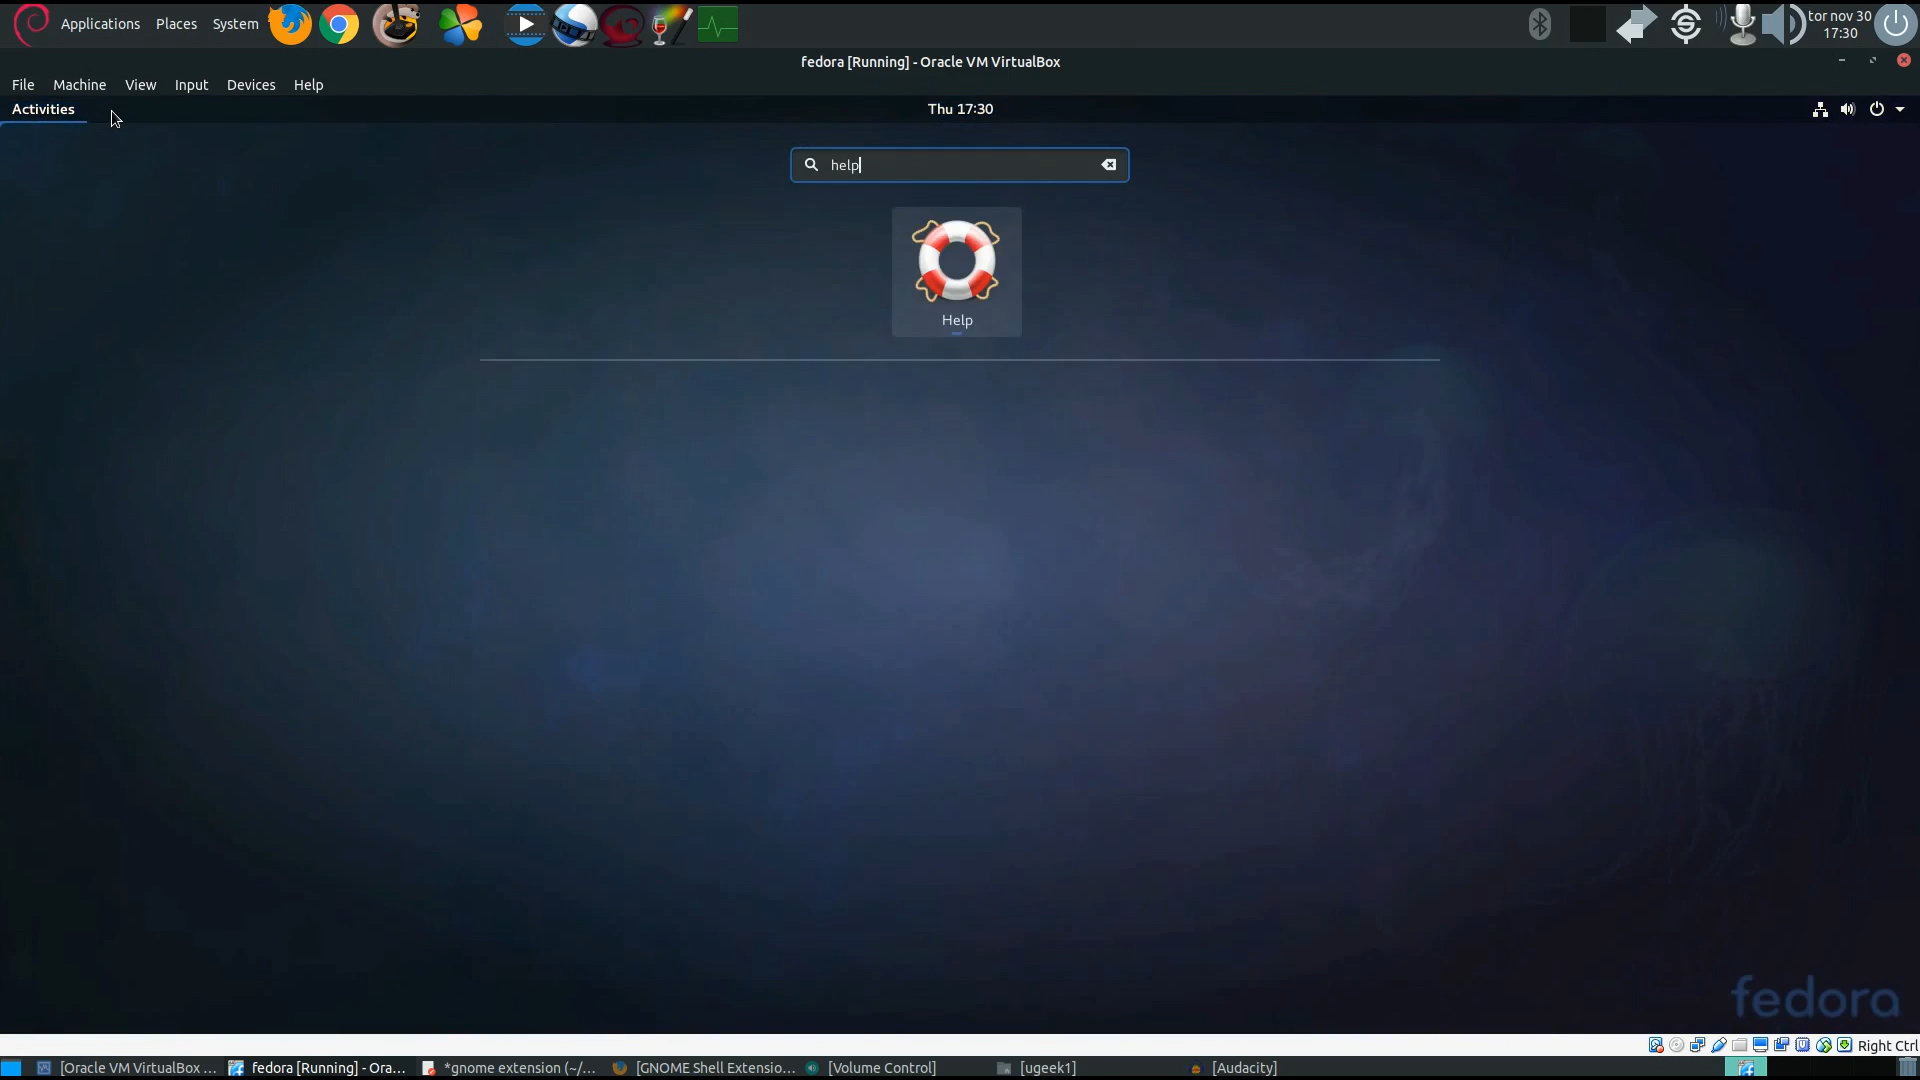 Applications Places System
tor nov 30
17:30
fedora [Running] - Oracle VM VirtualBox
File Machine View Input Devices Help
Activities
Thu 17:30
help
Help
fedora
Right Ctrl
[Oracle VM VirtualBox ...
fedora [Running] - Ora...
*gnome extension (~/...
[GNOME Shell Extensio...
[Volume Control]
[ugeek1]
[Audacity]